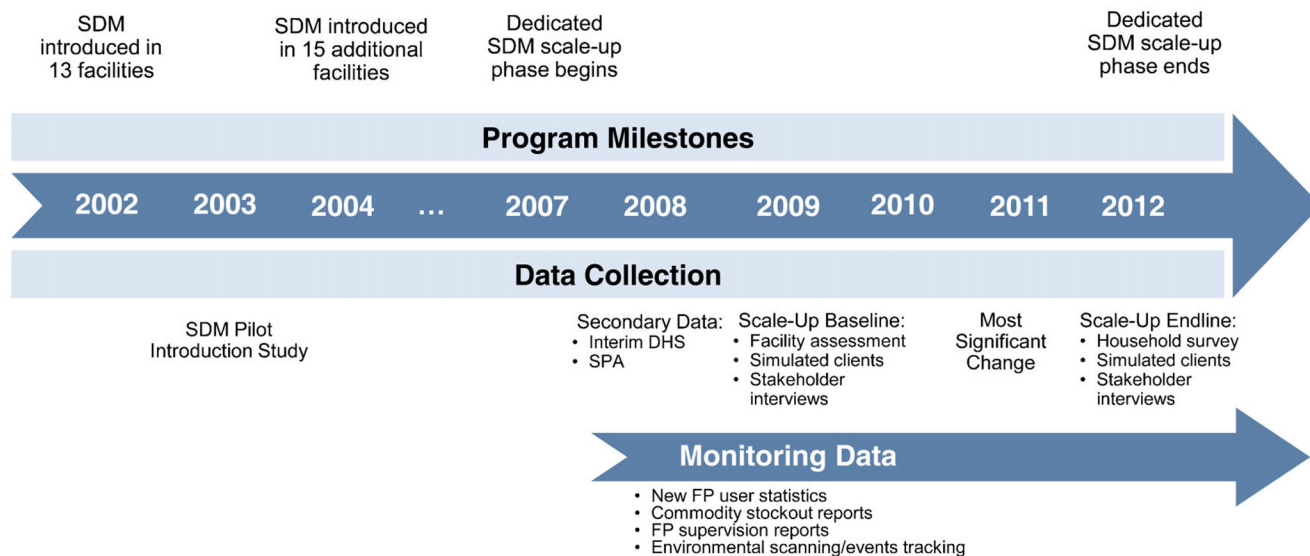 SDM
introduced in
13 facilities
SDM introduced
in 15 additional
facilities
Dedicated
SDM scale-up
phase begins
Dedicated
SDM scale-up
phase ends
Program Milestones
2002 2003 2004 ... 2007 2008 2009 2010 2011 2012
Data Collection
SDM Pilot
Introduction Study
Secondary Data:
• Interim DHS
• SPA
Scale-Up Baseline:
• Facility assessment
• Simulated clients
• Stakeholder
interviews
Most
Significant
Change
Scale-Up Endline:
• Household survey
• Simulated clients
• Stakeholder
interviews
Monitoring Data
• New FP user statistics
• Commodity stockout reports
• FP supervision reports
• Environmental scanning/events tracking